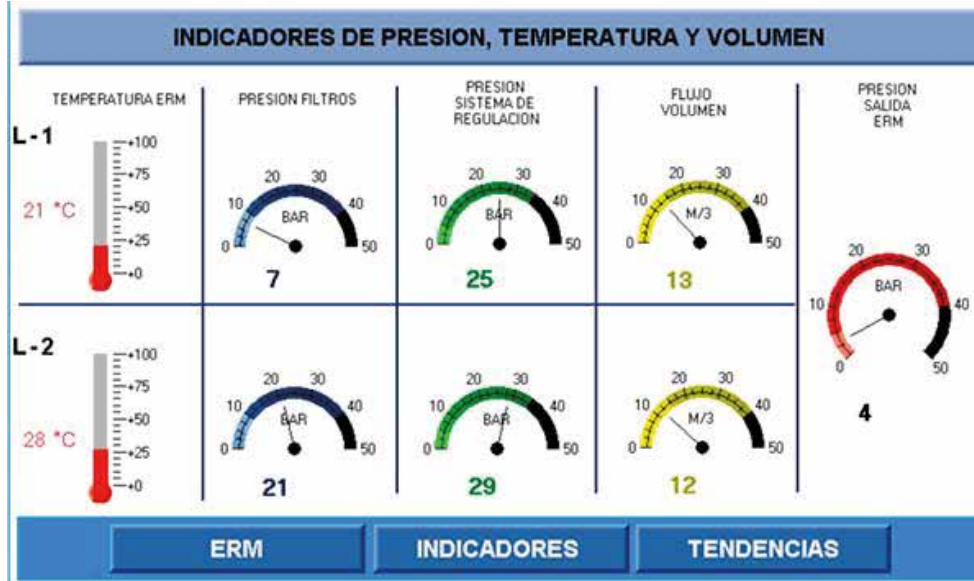 INDICADORES DE PRESION, TEMPERATURA Y VOLUMEN
TEMPERATURA ERM
PRESION FILTROS
PRESION
SISTEMA DE
REGULACION
FLUJO
VOLUMEN
PRESION
SALIDA
ERM
L-1
21 °C
+100
+75
+50
+25
+0
0
10
20
30
40
50
BAR
7
0
10
20
30
40
50
BAR
25
0
10
20
30
40
50
M/3
13
0
10
20
30
40
50
BAR
4
L-2
28 °C
+100
+75
+50
+25
+0
0
10
20
30
40
50
BAR
21
0
10
20
30
40
50
BAR
29
0
10
20
30
40
50
M/3
12
ERM
INDICADORES
TENDENCIAS